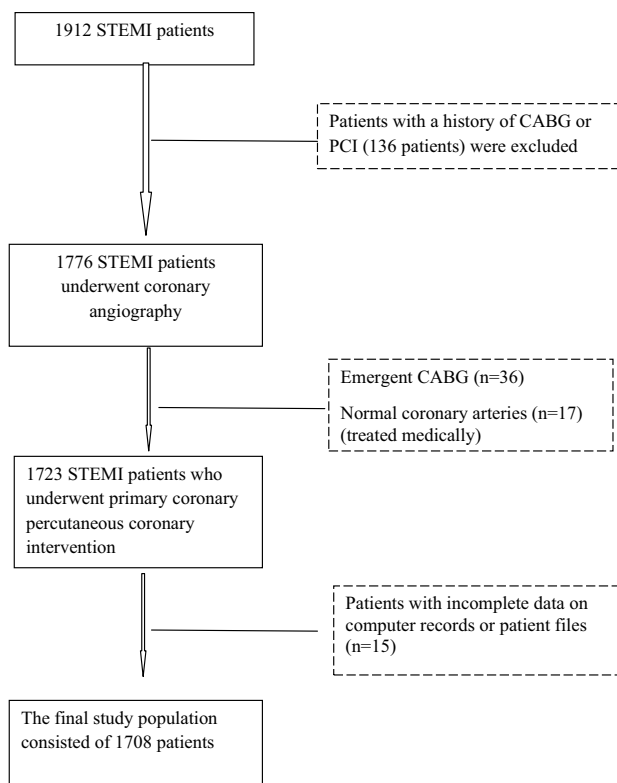 1912 STEMI patients
Patients with a history of CABG or
PCI (136 patients) were excluded
1776 STEMI patients
underwent coronary
angiography
Emergent CABG (n=36)
Normal coronary arteries (n=17)
(treated medically)
1723 STEMI patients who
underwent primary coronary
percutaneous coronary
intervention
Patients with incomplete data on
computer records or patient files
(n=15)
The final study population
consisted of 1708 patients